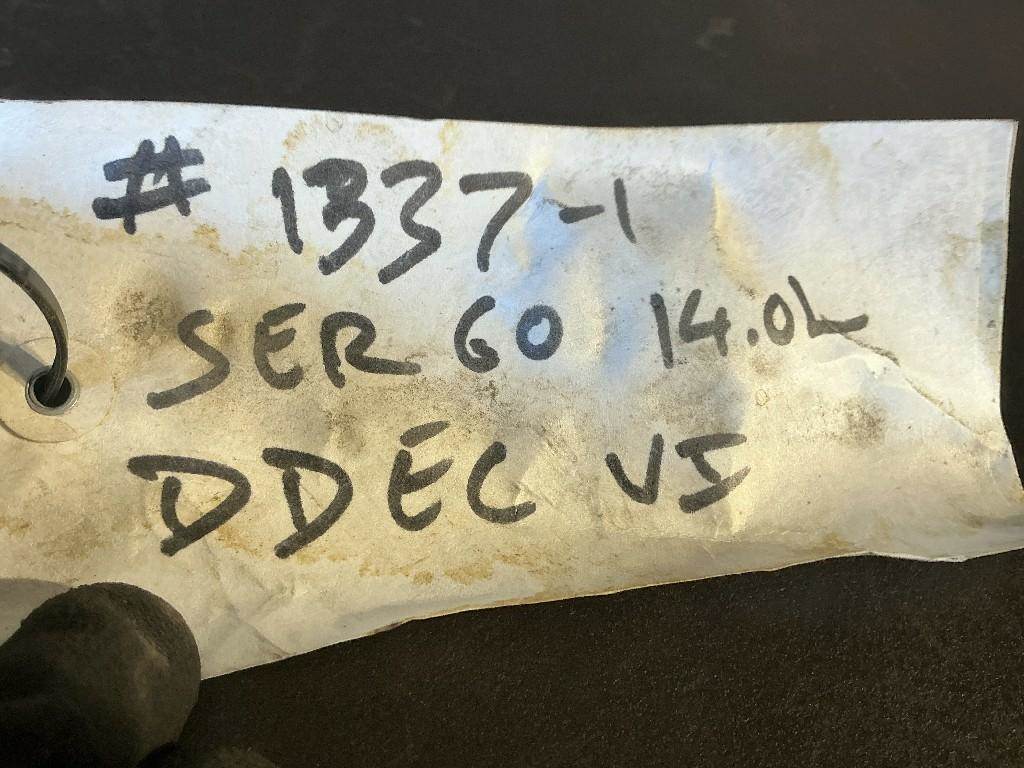 # 1337-1
SER 60 14.0L
DDEC VI